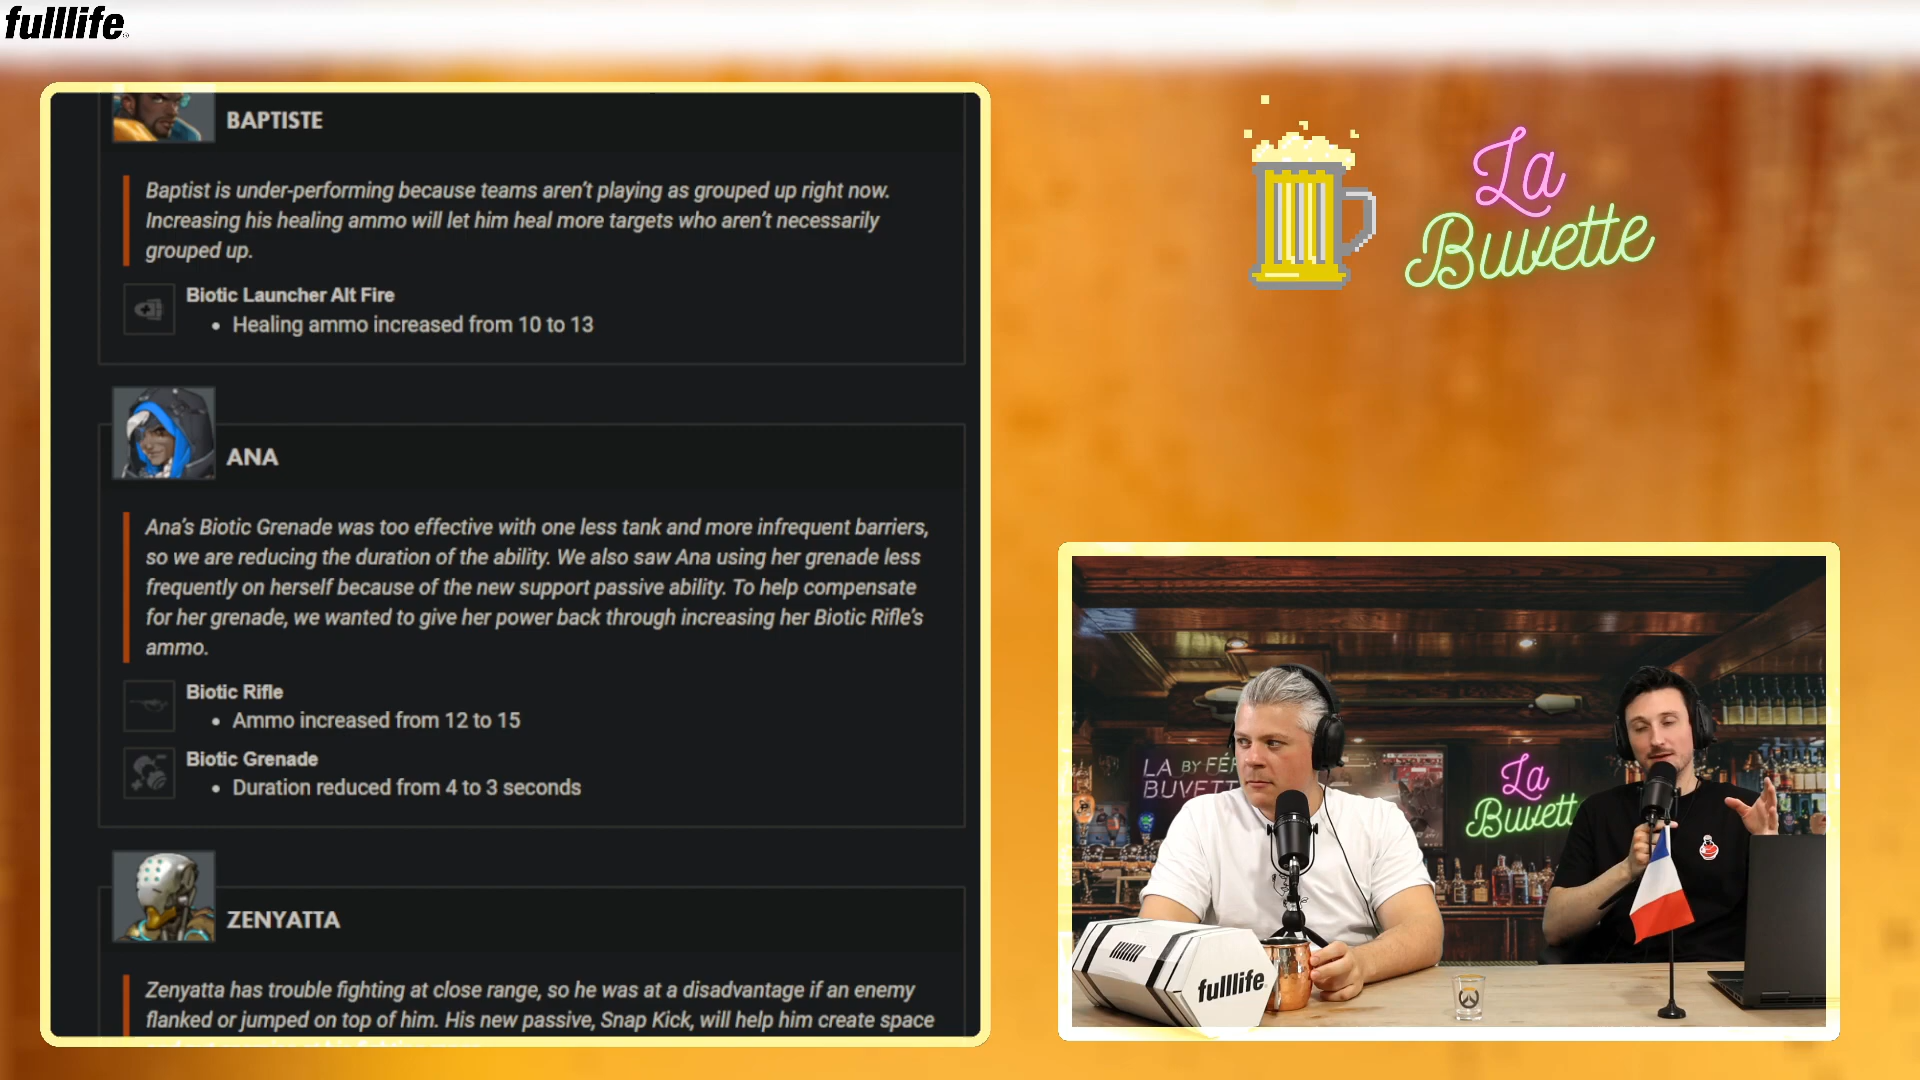 fulllife
BAPTISTE
Baptist is under-performing because teams aren't playing as grouped up right now.
Increasing his healing ammo will let him heal more targets who aren't necessarily
grouped up.
Biotic Launcher Alt Fire
• Healing ammo increased from 10 to 13
ANA
Ana's Biotic Grenade was too effective with one less tank and more infrequent barriers,
so we are reducing the duration of the ability. We also saw Ana using her grenade less
frequently on herself because of the new support passive ability. To help compensate
for her grenade, we wanted to give her power back through increasing her Biotic Rifle's
ammo.
Biotic Rifle
• Ammo increased from 12 to 15
Biotic Grenade
• Duration reduced from 4 to 3 seconds
ZENYATTA
Zenyatta has trouble fighting at close range, so he was at a disadvantage if an enemy
flanked or jumped on top of him. His new passive, Snap Kick, will help him create space
La
Buvette
LA BY FÉF
BUVETT
La
Buvett
fulllife